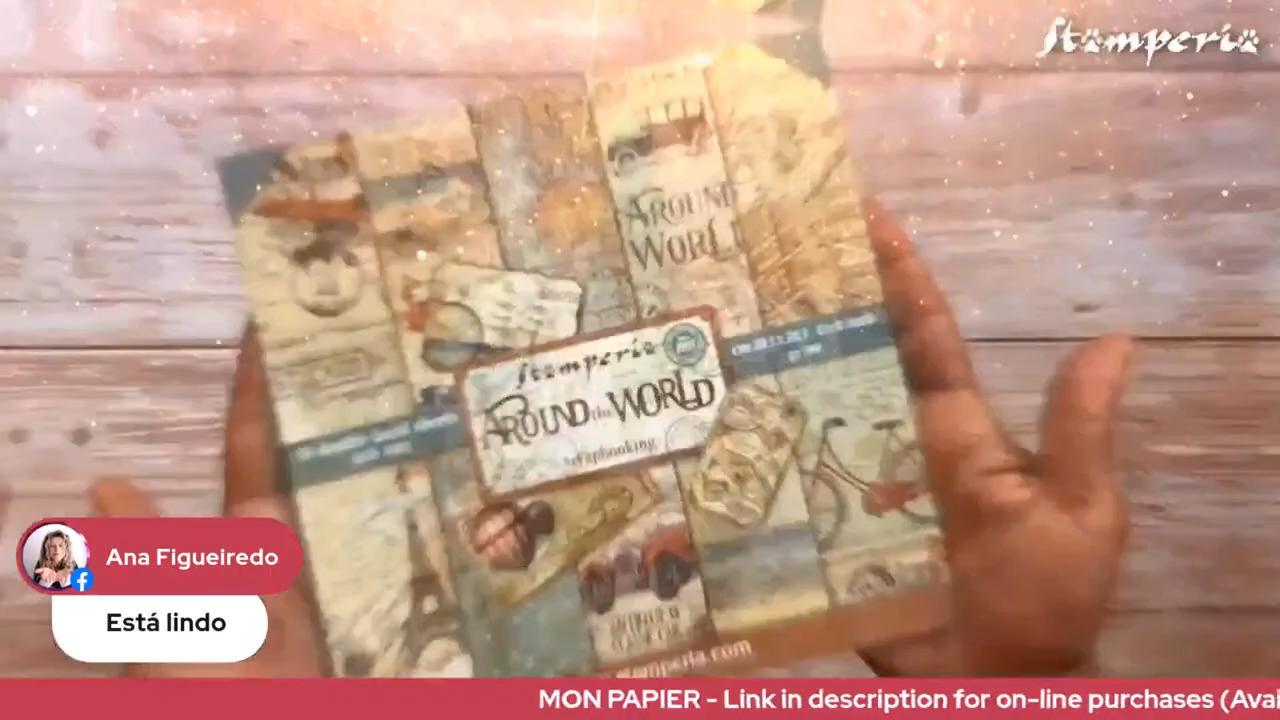 Stamperia
AROUND
WORLD
Stamperia
AROUND the WORLD
Scrapbooking
stamperia.com
Ana Figueiredo
Está lindo
MON PAPIER - Link in description for on-line purchases (Avai